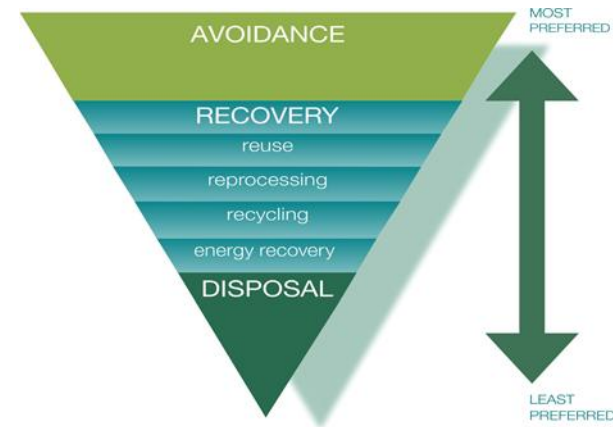 AVOIDANCE
RECOVERY
reuse
reprocessing
recycling
energy recovery
DISPOSAL
MOST
PREFERRED
LEAST
PREFERRED